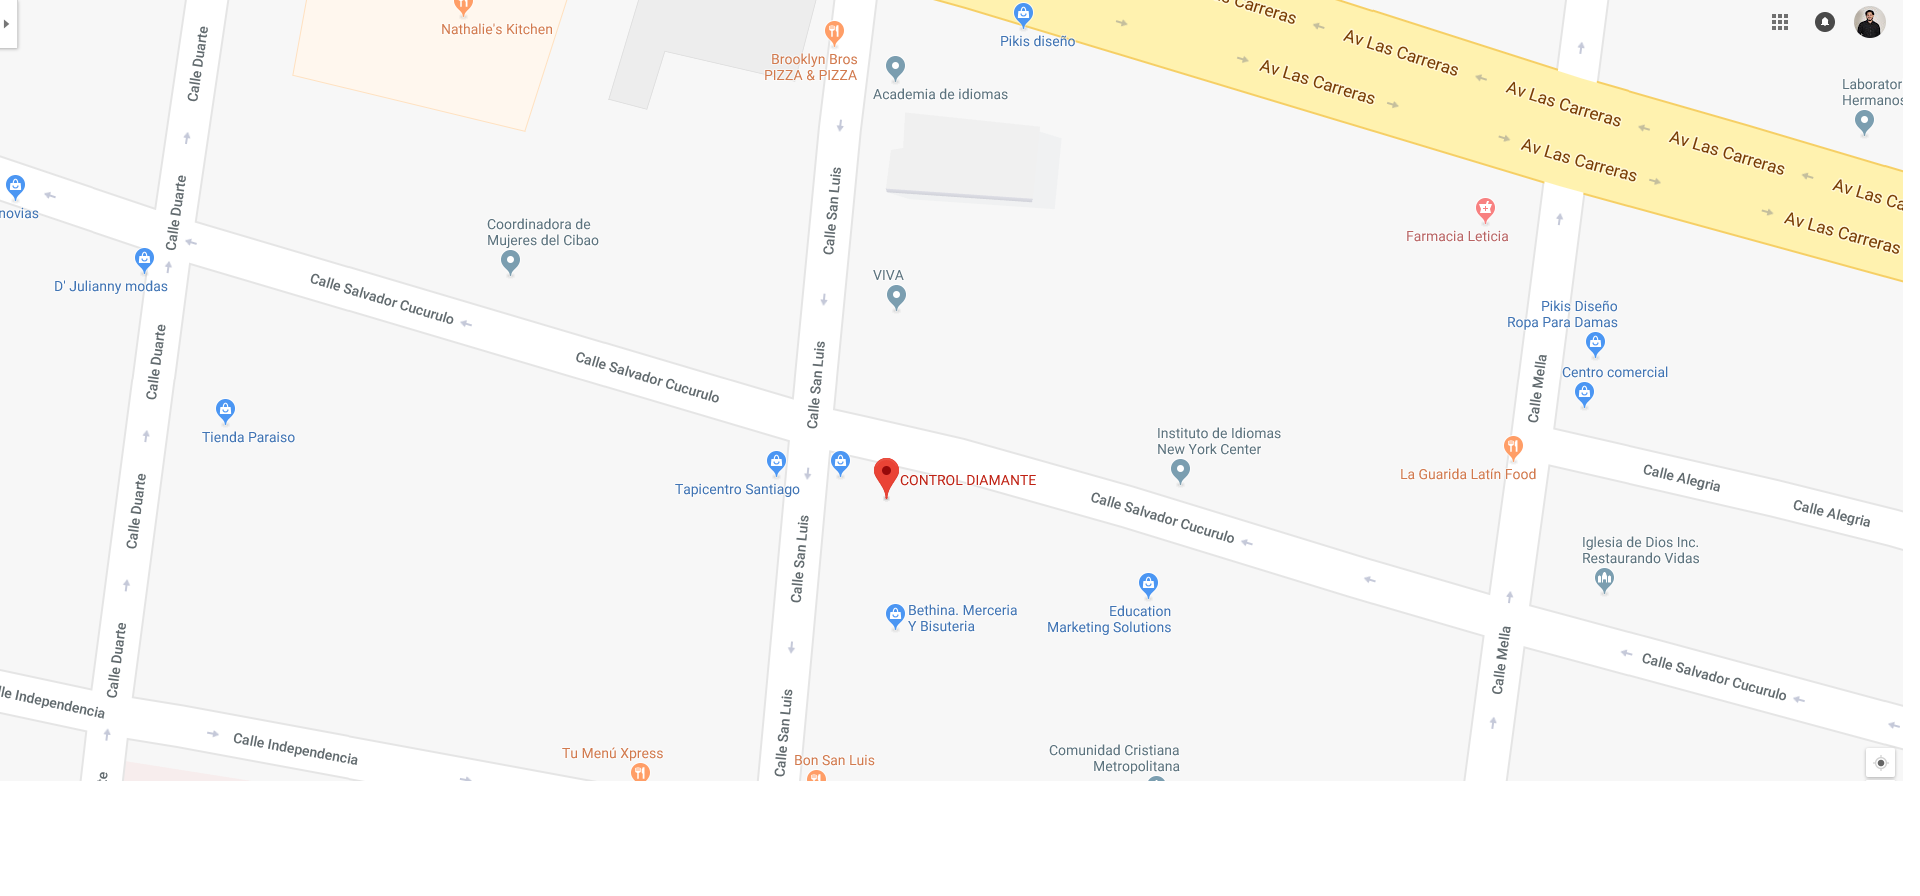 Nathalie's Kitchen
Brooklyn Bros
PIZZA & PIZZA
Pikis diseño
Academia de idiomas
Av Las Carreras
Av Las Carreras
Av Las Carreras
Av Las Carreras
Av Las Carreras
Av Las Carreras
Av Las Ca
Av Las Carreras
Laborator
Hermanos
Calle Duarte
Calle Duarte
Calle Duarte
Calle Duarte
Calle Duarte
novias
D' Julianny modas
Coordinadora de
Mujeres del Cibao
Calle San Luis
Calle San Luis
Calle San Luis
Calle San Luis
VIVA
Farmacia Leticia
Pikis Diseño
Ropa Para Damas
Centro comercial
Calle Mella
Calle Mella
Calle Salvador Cucurulo
Calle Salvador Cucurulo
Calle Salvador Cucurulo
Calle Salvador Cucurulo
Tienda Paraiso
Tapicentro Santiago
CONTROL DIAMANTE
Instituto de Idiomas
New York Center
La Guarida Latín Food
Calle Alegria
Calle Alegria
Iglesia de Dios Inc.
Restaurando Vidas
Bethina. Merceria
Y Bisuteria
Education
Marketing Solutions
lle Independencia
Calle Independencia
Tu Menú Xpress
Bon San Luis
Comunidad Cristiana
Metropolitana